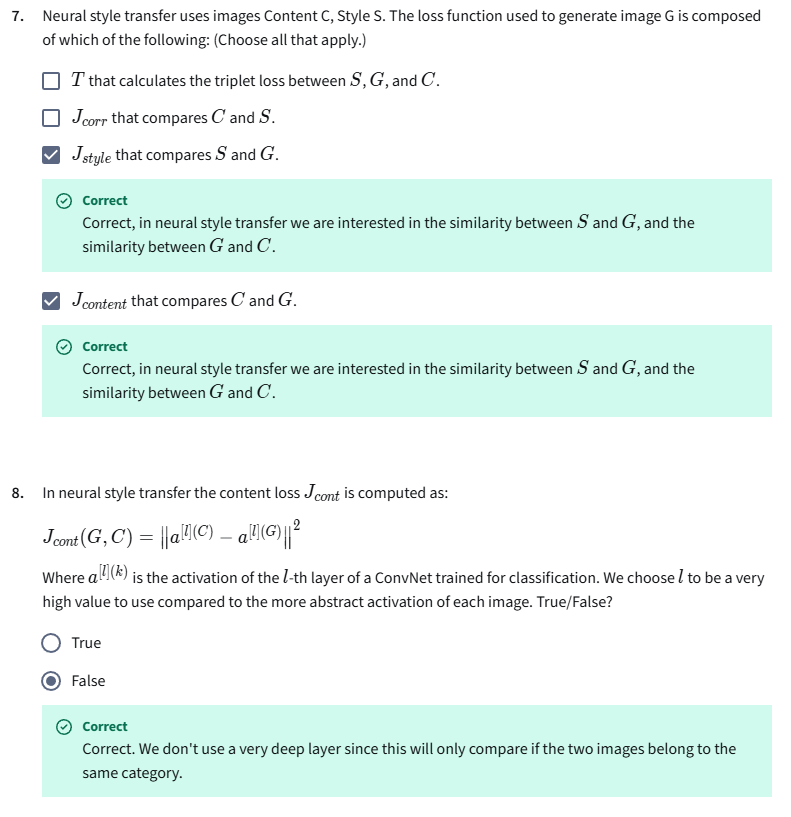 7. Neural style transfer uses images Content C, Style S. The loss function used to generate image G is composed
of which of the following: (Choose all that apply.)
T that calculates the triplet loss between S, G, and C.
J_corr that compares C and S.
J_style that compares S and G.
Correct
Correct, in neural style transfer we are interested in the similarity between S and G, and the
similarity between G and C.
J_content that compares C and G.
Correct
Correct, in neural style transfer we are interested in the similarity between S and G, and the
similarity between G and C.
8. In neural style transfer the content loss J_cont is computed as:
J_cont(G, C) = ||a^[l](C) − a^[l](G)||^2
Where a^[l](k) is the activation of the l-th layer of a ConvNet trained for classification. We choose l to be a very
high value to use compared to the more abstract activation of each image. True/False?
True
False
Correct
Correct. We don't use a very deep layer since this will only compare if the two images belong to the
same category.